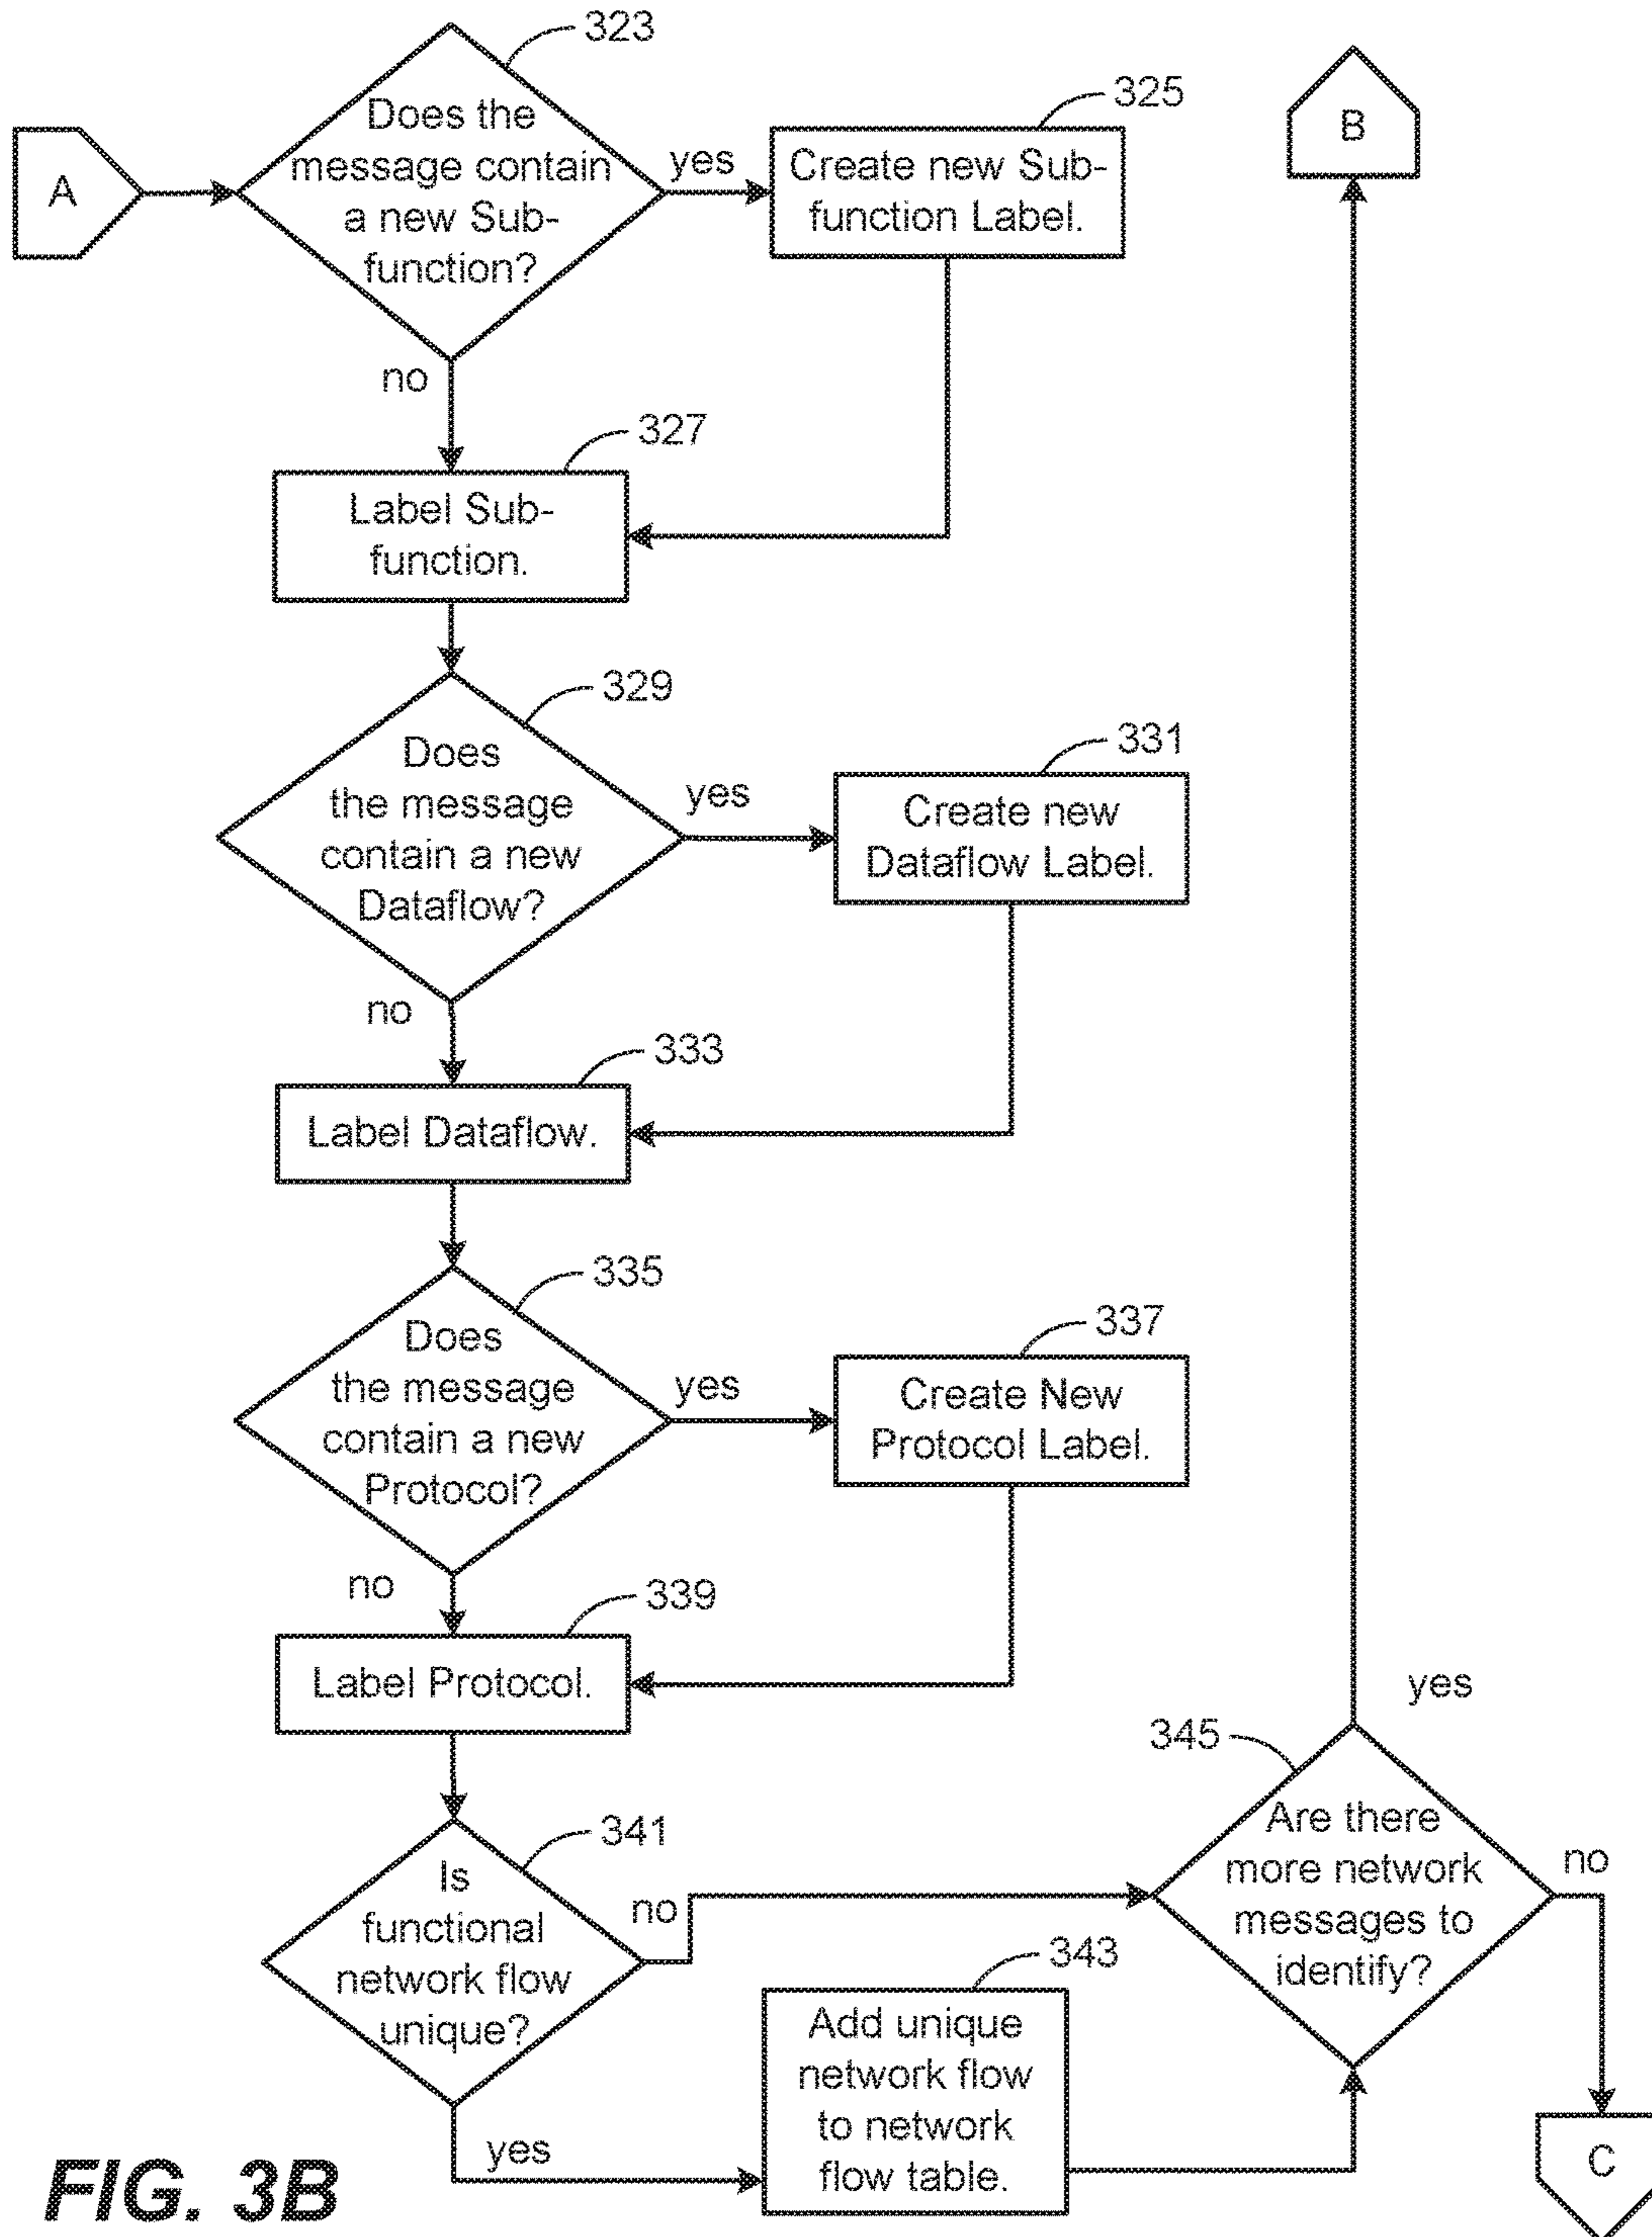 323
Does the
message contain
a new Sub-
function?
A
yes
325
Create new Sub-
function Label.
B
no
327
Label Sub-
function.
329
Does
the message
contain a new
Dataflow?
yes
331
Create new
Dataflow Label.
no
333
Label Dataflow.
335
Does
the message
contain a new
Protocol?
yes
337
Create New
Protocol Label.
no
339
Label Protocol.
341
Is
functional
network flow
unique?
no
yes
343
Add unique
network flow
to network
flow table.
345
Are there
more network
messages to
identify?
yes
no
C
FIG. 3B